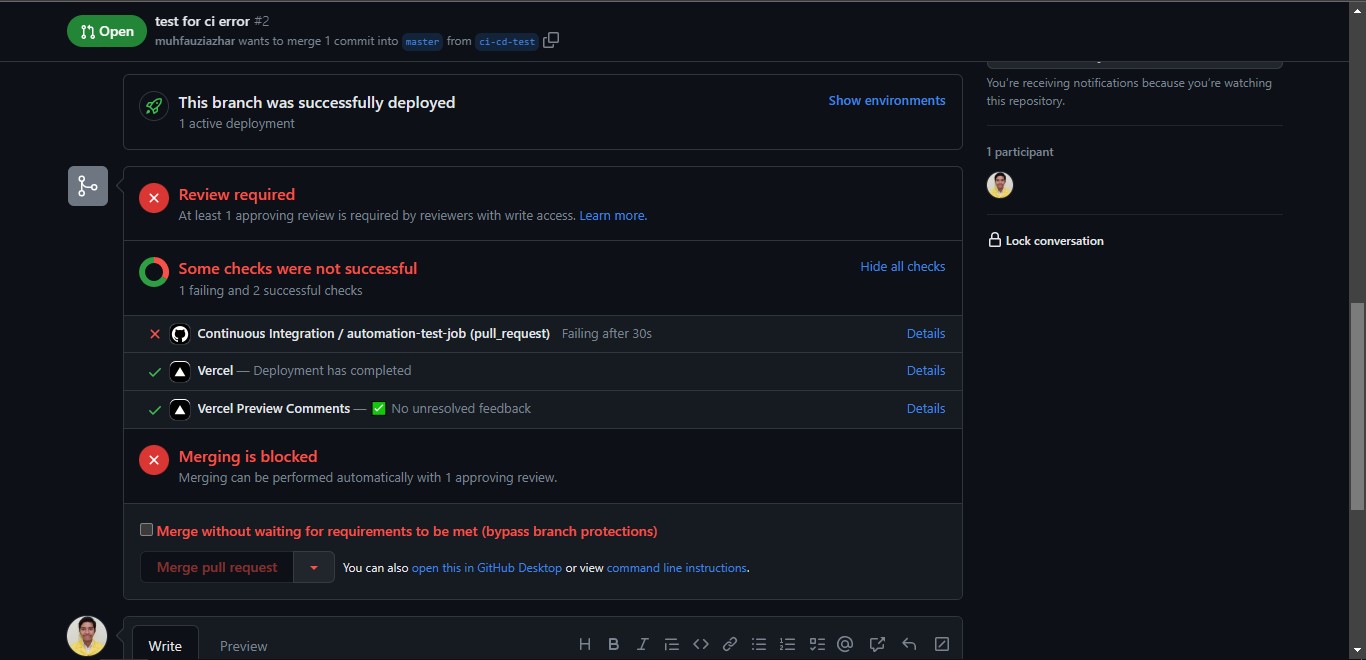 Open
test for ci error #2
muhfauziazhar wants to merge 1 commit into master from ci-cd-test
This branch was successfully deployed
Show environments
1 active deployment
You're receiving notifications because you're watching
this repository.
1 participant
Lock conversation
Review required
At least 1 approving review is required by reviewers with write access. Learn more.
Some checks were not successful
Hide all checks
1 failing and 2 successful checks
Continuous Integration / automation-test-job (pull_request) Failing after 30s
Details
Vercel — Deployment has completed
Details
Vercel Preview Comments — ✅ No unresolved feedback
Details
Merging is blocked
Merging can be performed automatically with 1 approving review.
Merge without waiting for requirements to be met (bypass branch protections)
Merge pull request
You can also open this in GitHub Desktop or view command line instructions.
Write
Preview